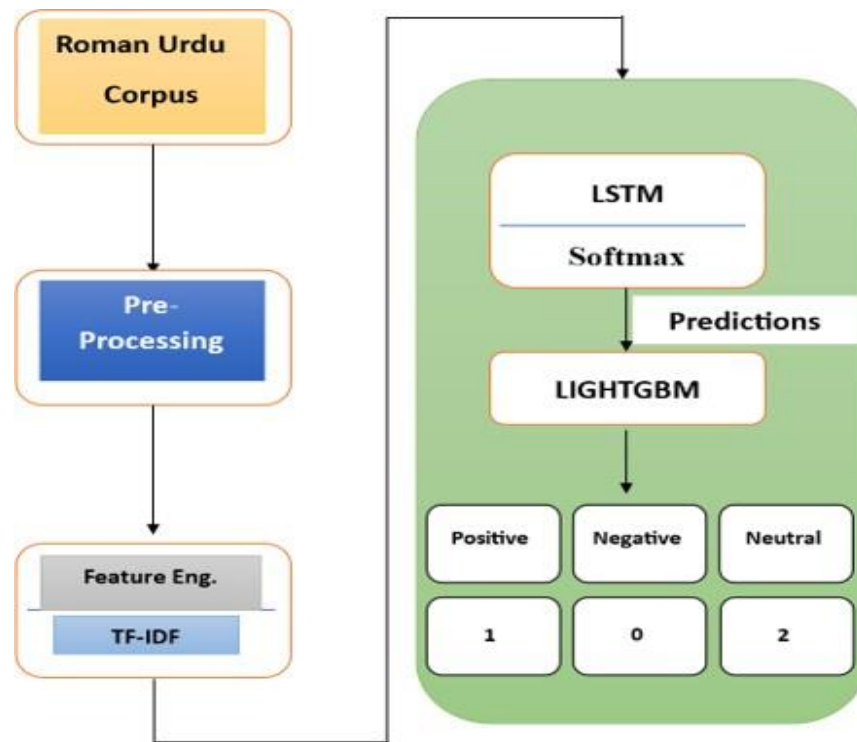 Roman Urdu
Corpus
Pre-
Processing
Feature Eng.
TF-IDF
LSTM
Softmax
Predictions
LIGHTGBM
Positive
Negative
Neutral
1
0
2